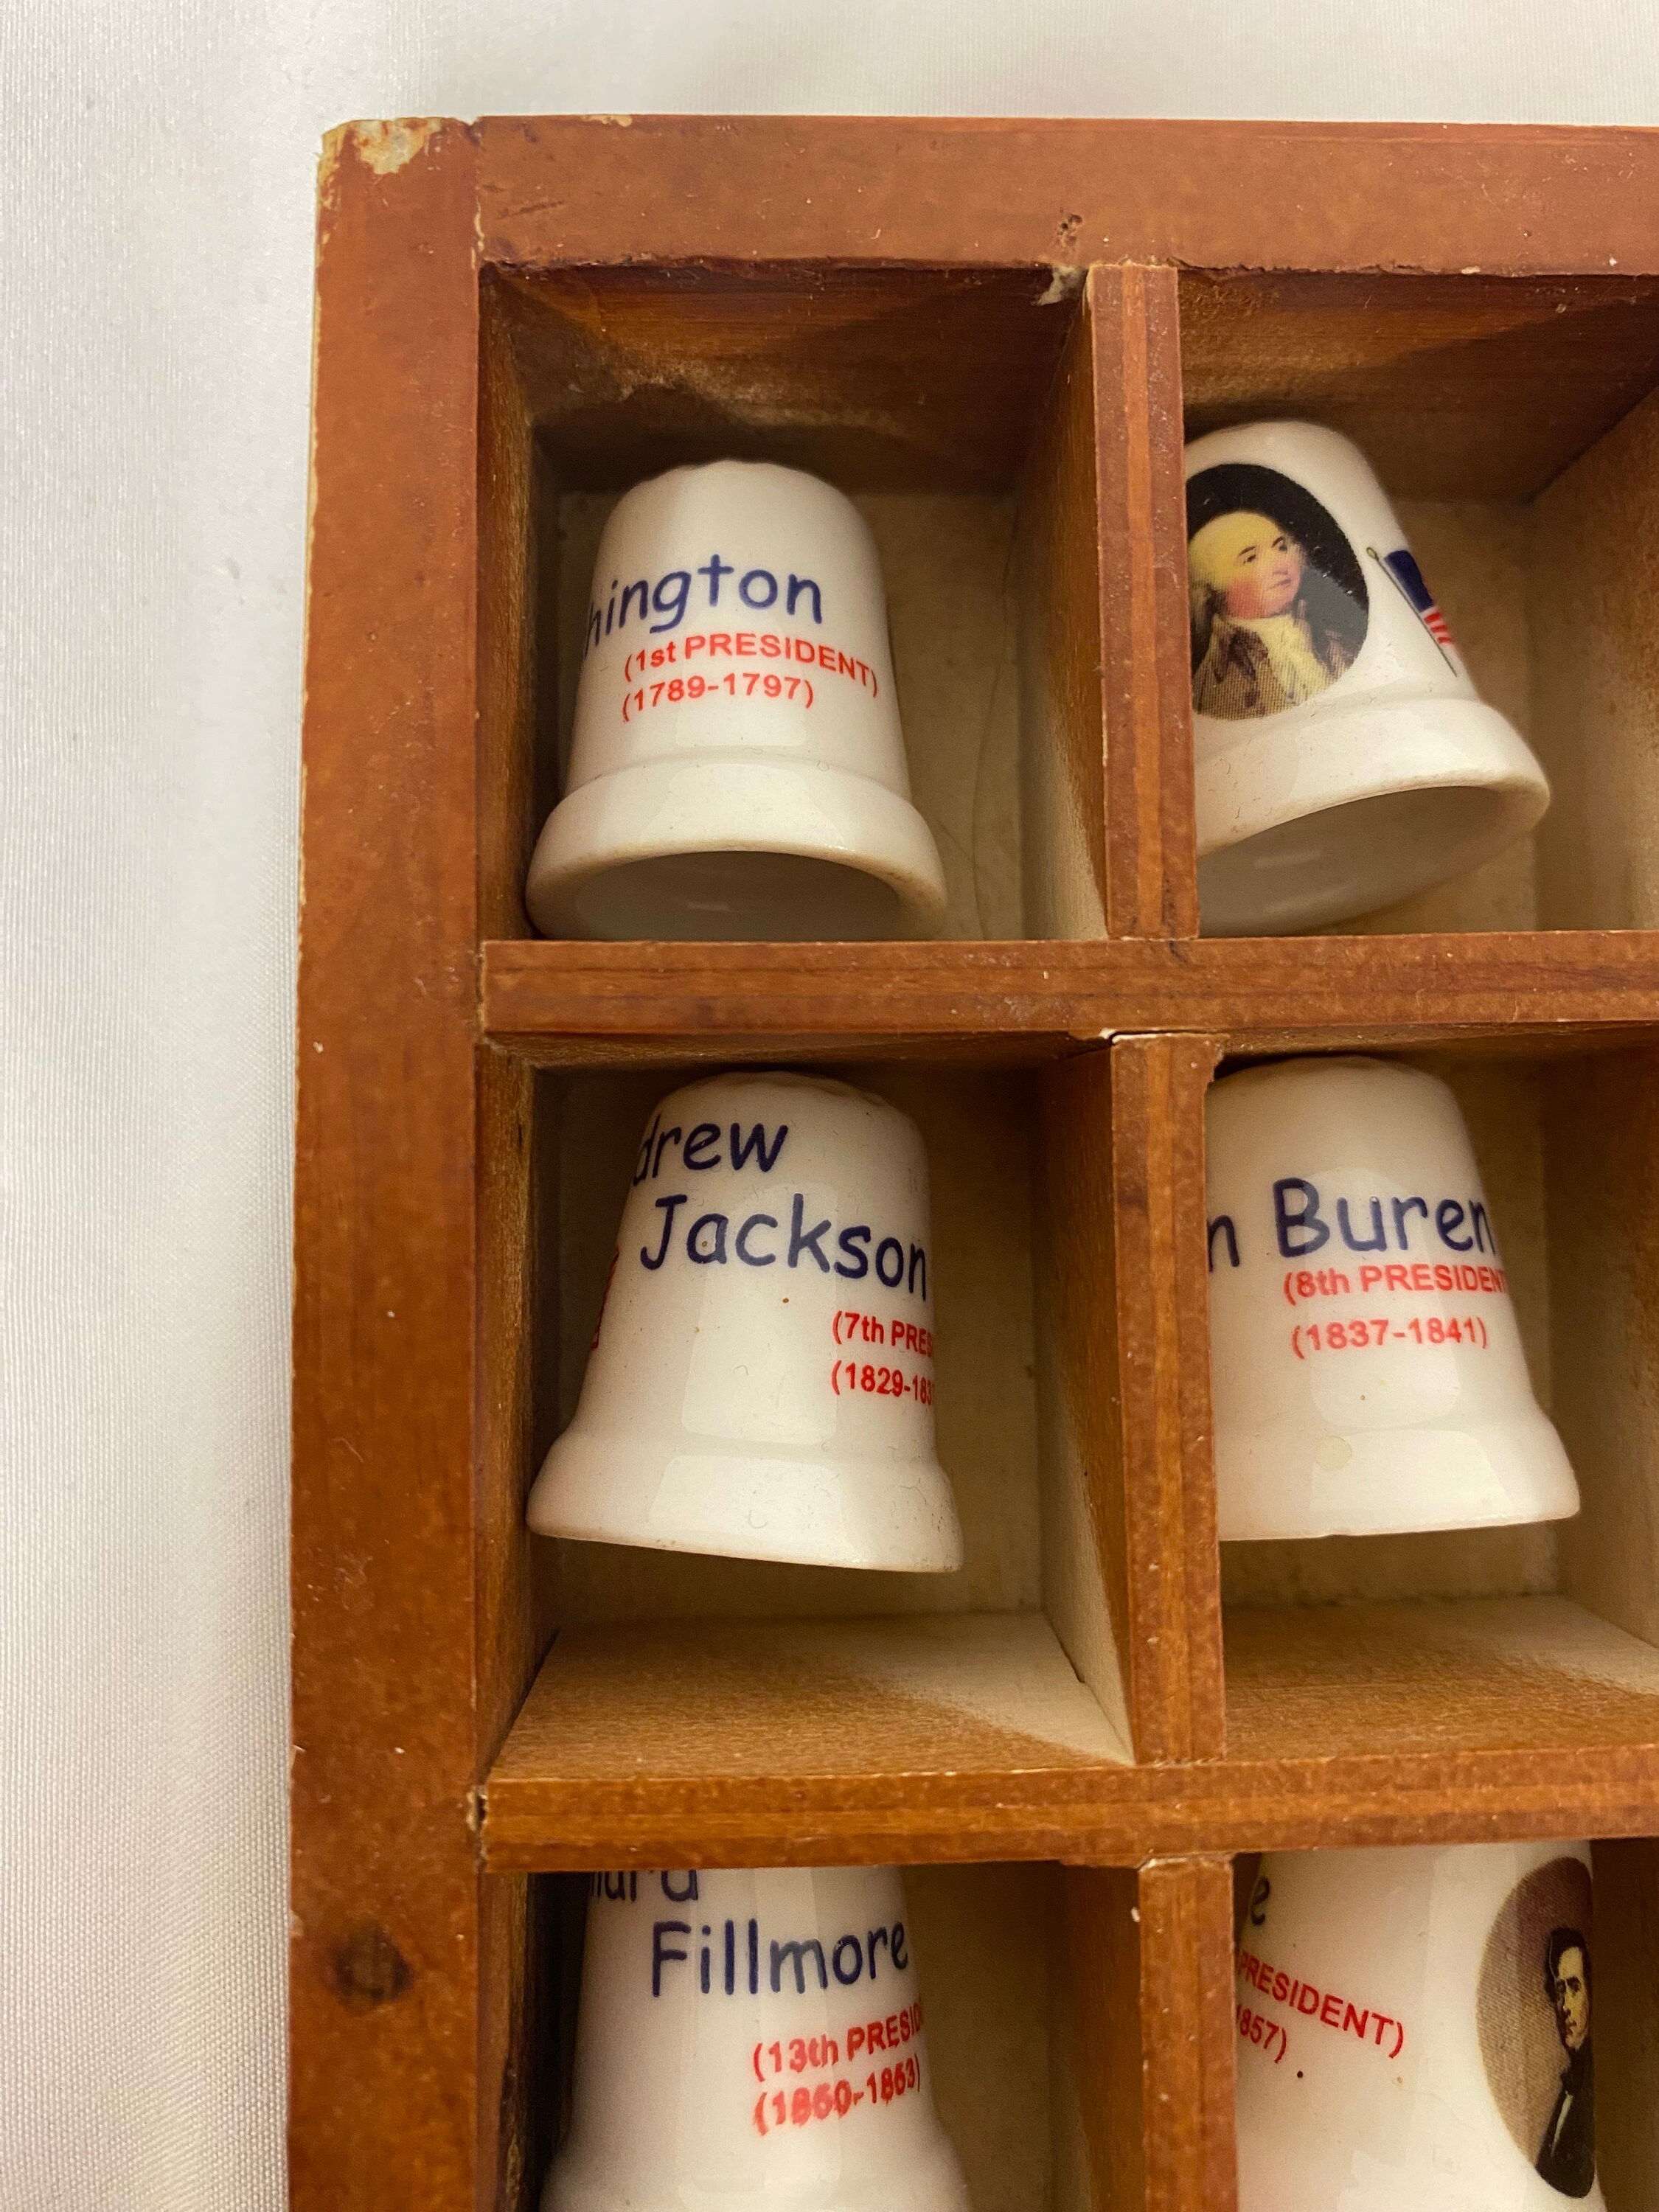 hington
(1st PRESIDENT)
(1789-1797)
drew
Jackson
(7th PRES
(1829-183
n Buren
(8th PRESIDENT
(1837-1841)
Fillmore
(13th PRESID
(1850-1853)
e
PRESIDENT)
857)